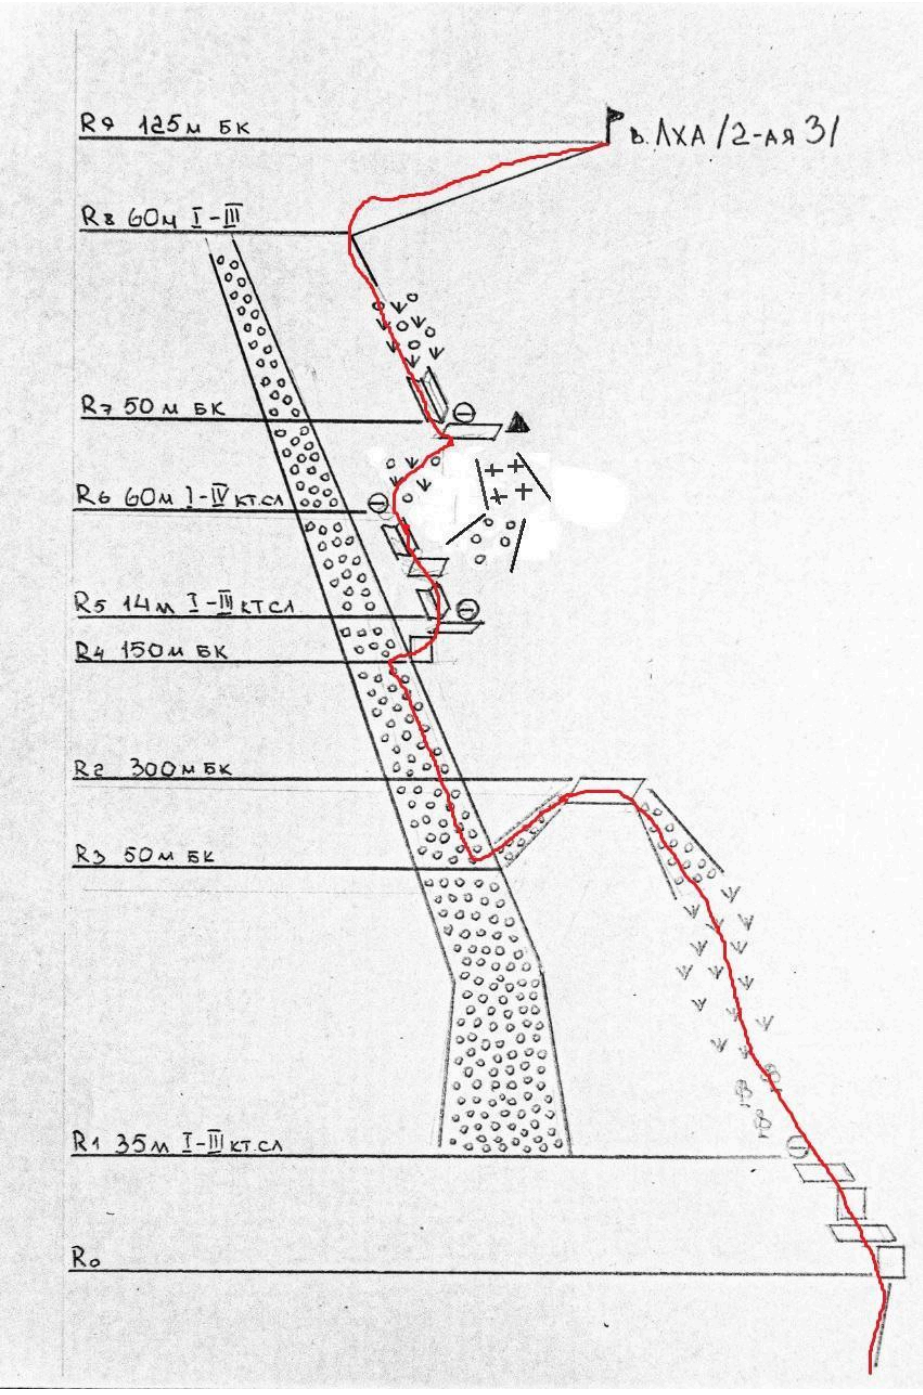 R9 125м БК
в. ЛХА /2-ая З/
R8 60м I-III
R7 50м БК
R6 60м I-IV кт.сл
R5 14м I-III кт.сл
R4 150м БК
R2 300м БК
R3 50м БК
R1 35м I-III кт.сл
R0